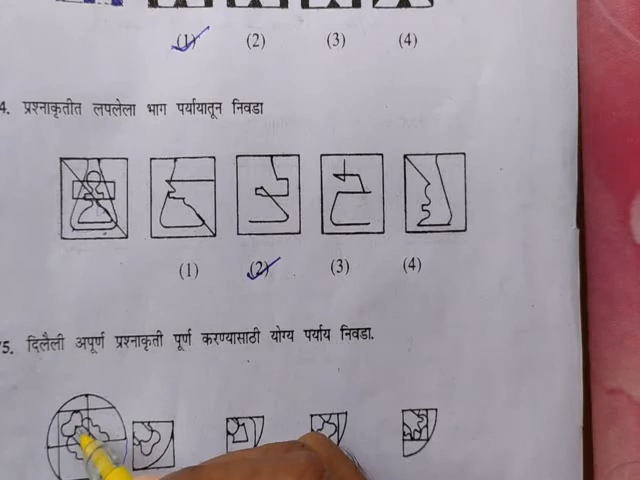 (1) (2) (3) (4)
4. प्रश्नाकृतीत लपलेला भाग पर्यायातून निवडा
(1) (2) (3) (4)
5. दिलैली अपूर्ण प्रश्नाकृती पूर्ण करण्यासाठी योग्य पर्याय निवडा.